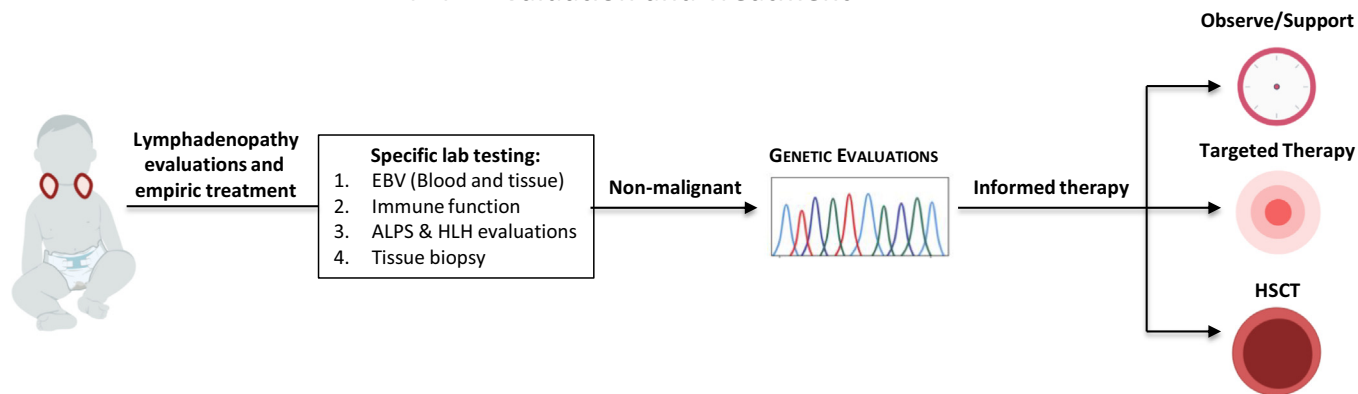 Lymphadenopathy
evaluations and
empiric treatment
Specific lab testing:
1. EBV (Blood and tissue)
2. Immune function
3. ALPS & HLH evaluations
4. Tissue biopsy
Non-malignant
GENETIC EVALUATIONS
Informed therapy
Observe/Support
Targeted Therapy
HSCT